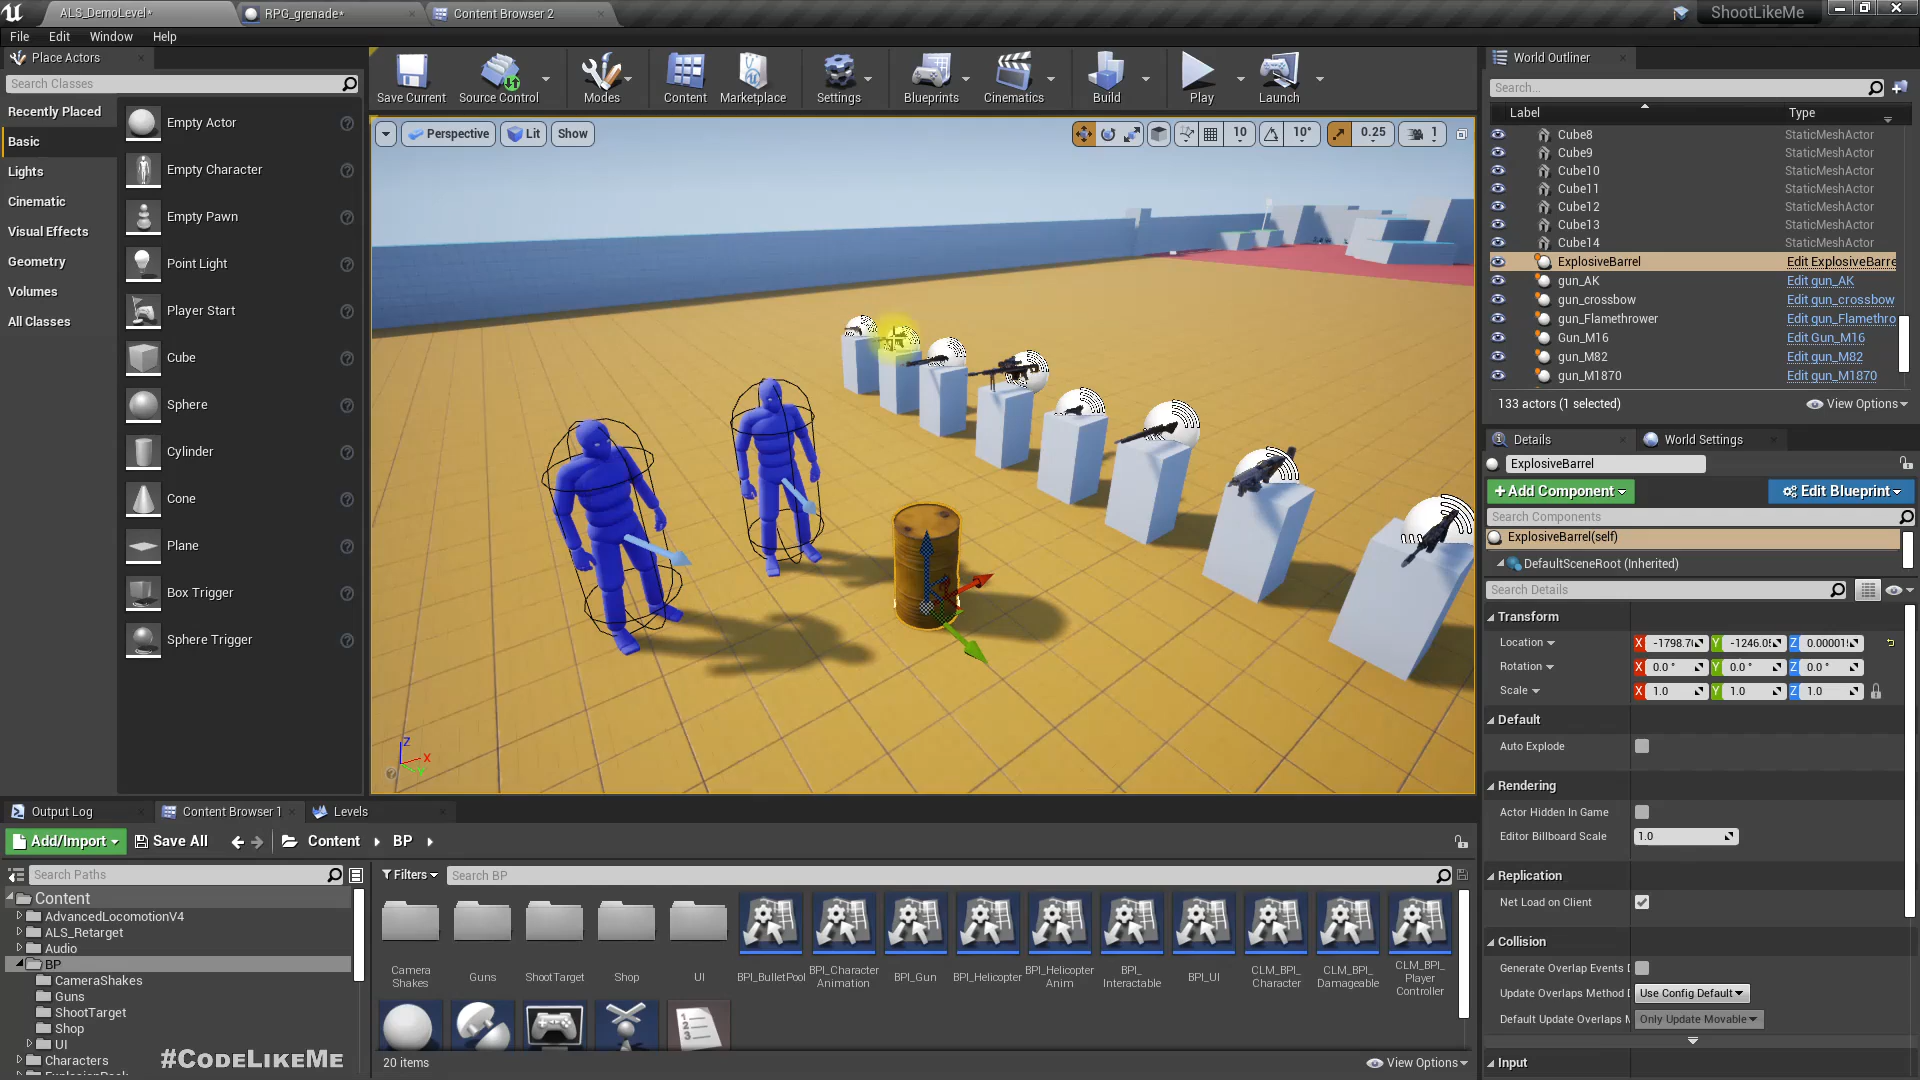 ALS_DemoLevel*
RPG_grenade*
Content Browser 2
ShootLikeMe
File Edit Window Help
Place Actors
Search Classes
Recently Placed
Basic
Lights
Cinematic
Visual Effects
Geometry
Volumes
All Classes
Empty Actor
Empty Character
Empty Pawn
Point Light
Player Start
Cube
Sphere
Cylinder
Cone
Plane
Box Trigger
Sphere Trigger
Save Current
Source Control
Modes
Content
Marketplace
Settings
Blueprints
Cinematics
Build
Play
Launch
Perspective Lit Show
10 10° 0.25 1
Z
X
Y
World Outliner
Search...
Label Type
Cube8 StaticMeshActor
Cube9 StaticMeshActor
Cube10 StaticMeshActor
Cube11 StaticMeshActor
Cube12 StaticMeshActor
Cube13 StaticMeshActor
Cube14 StaticMeshActor
ExplosiveBarrel Edit ExplosiveBarre
gun_AK Edit gun_AK
gun_crossbow Edit gun_crossbow
gun_Flamethrower Edit gun_Flamethro
Gun_M16 Edit Gun_M16
gun_M82 Edit gun_M82
gun_M1870 Edit gun_M1870
133 actors (1 selected)
View Options
Details
World Settings
ExplosiveBarrel
+Add Component
Edit Blueprint
Search Components
ExplosiveBarrel(self)
DefaultSceneRoot (Inherited)
Search Details
Transform
Location X -1798.7 Y -1246.0 Z 0.00001
Rotation X 0.0 ° Y 0.0 ° Z 0.0 °
Scale X 1.0 Y 1.0 Z 1.0
Default
Auto Explode
Rendering
Actor Hidden In Game
Editor Billboard Scale 1.0
Replication
Net Load on Client
Collision
Generate Overlap Events D
Update Overlaps Method D Use Config Default
Default Update Overlaps M Only Update Movable
Input
Output Log
Content Browser 1
Levels
Add/Import Save All Content BP
Search Paths
Filters
Search BP
Content
AdvancedLocomotionV4
ALS_Retarget
Audio
BP
CameraShakes
Guns
ShootTarget
Shop
UI
Characters
Camera
Shakes
Guns
ShootTarget
Shop
UI
BPI_BulletPool
BPI_Character
Animation
BPI_Gun
BPI_Helicopter
BPI_Helicopter
Anim
BPI_
Interactable
BPI_UI
CLM_BPI_
Character
CLM_BPI_
Damageable
CLM_BPI_
Player
Controller
20 items
View Options
#CodeLikeMe